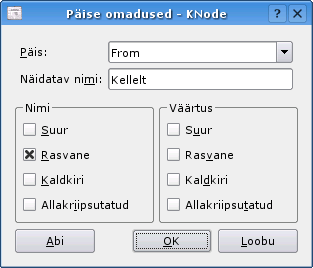 Päise omadused - KNode
Päis: From
Näidatav nimi: Kellelt
Nimi Väärtus
Suur Suur
Rasvane Rasvane
Kaldkiri Kaldkiri
Allakriipsutatud Allakriipsutatud
Abi OK Loobu